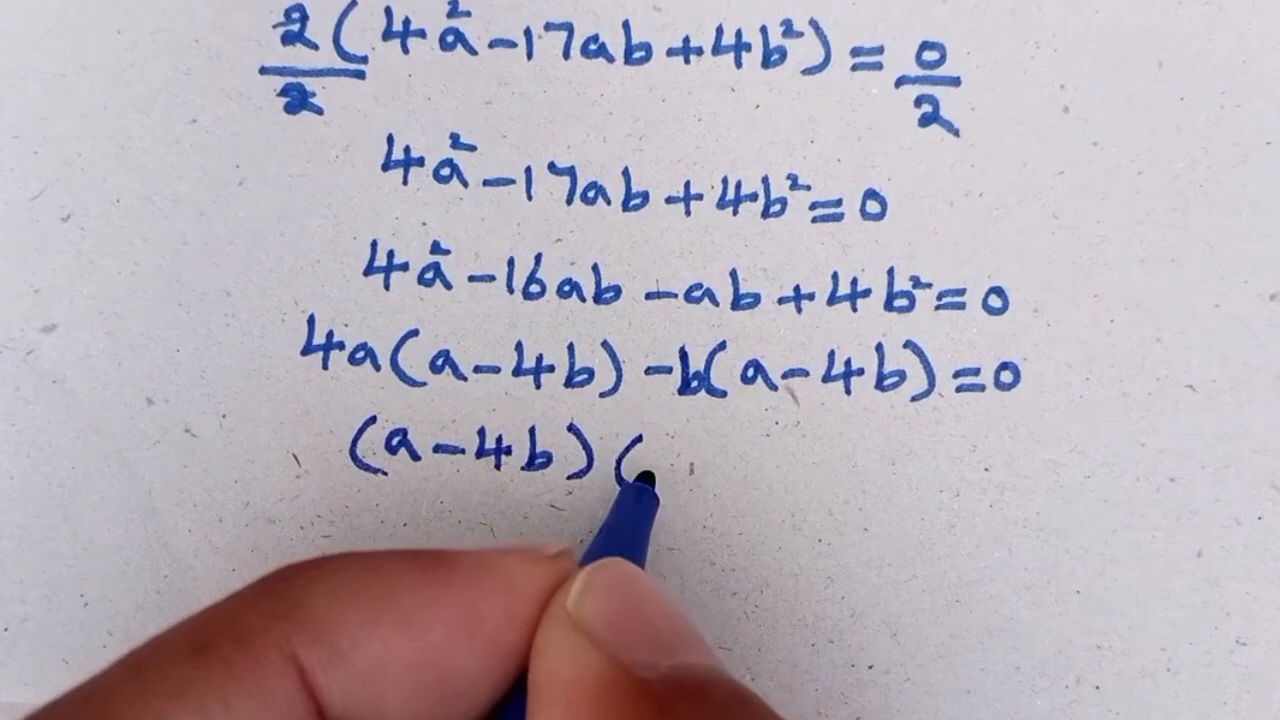 2/2 (4a²-17ab+4b²) = 0/2
4a²-17ab+4b²=0
4a²-16ab-ab+4b²=0
4a(a-4b)-b(a-4b)=0
(a-4b)(